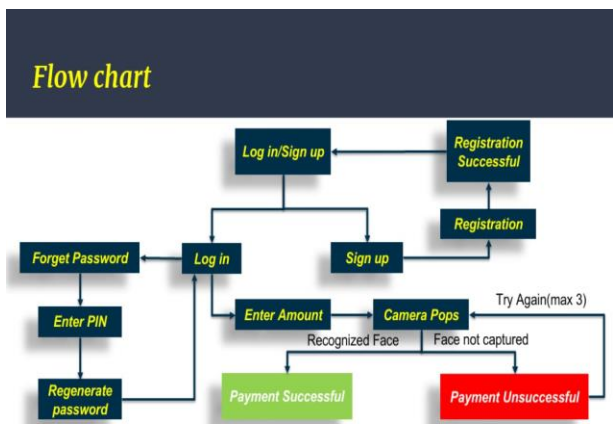 Flow chart
Log in/Sign up
Registration
Successful
Registration
Forget Password
Log in
Sign up
Try Again(max 3)
Enter PIN
Enter Amount
Camera Pops
Recognized Face
Face not captured
Regenerate
password
Payment Successful
Payment Unsuccessful